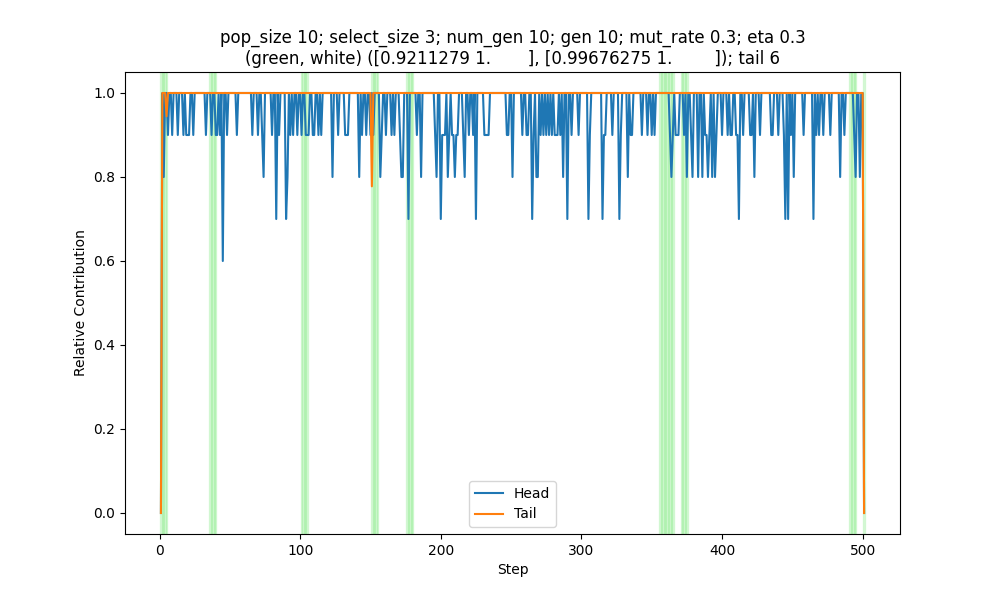 pop_size 10; select_size 3; num_gen 10; gen 10; mut_rate 0.3; eta 0.3
(green, white) ([0.9211279 1.        ], [0.99676275 1.        ]); tail 6
1.0
0.8
0.6
0.4
0.2
0.0
Relative Contribution
Head
Tail
0
100
200
300
400
500
Step